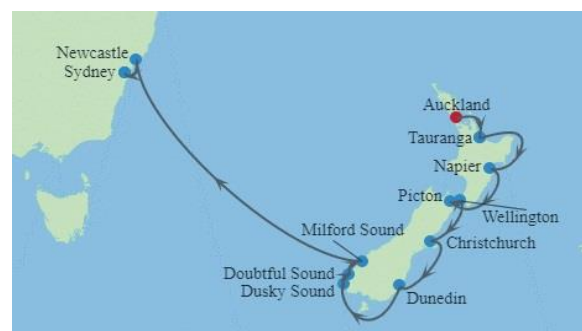 Newcastle
Sydney
Auckland
Tauranga
Napier
Picton
Wellington
Milford Sound
Christchurch
Doubtful Sound
Dusky Sound
Dunedin